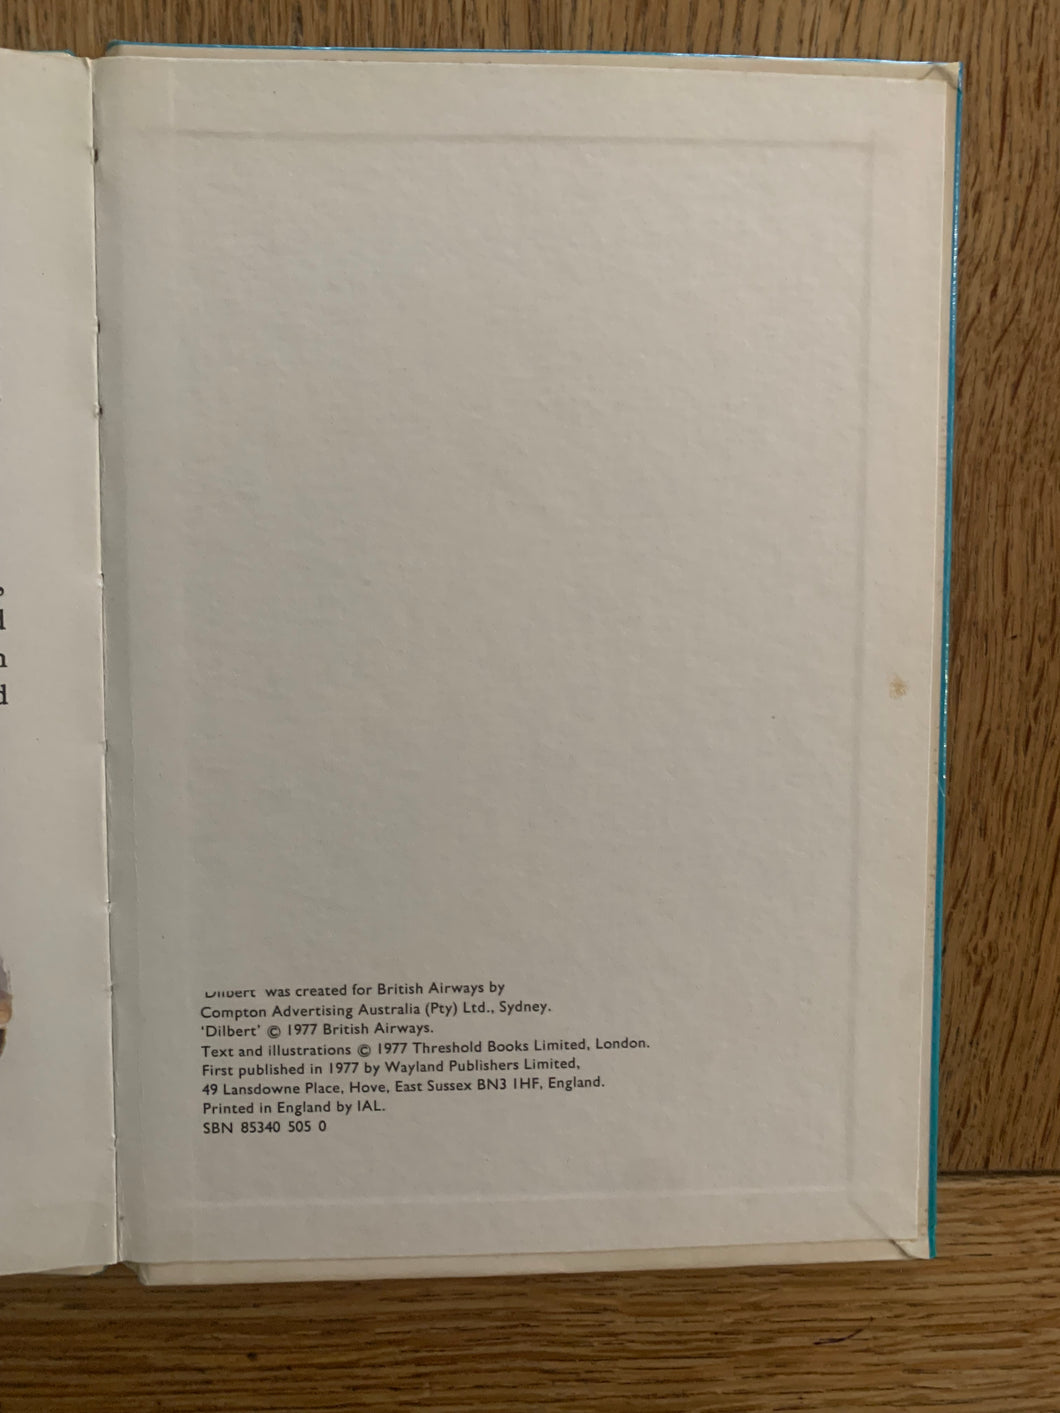 ,
d
n
d
Dilbert' was created for British Airways by
Compton Advertising Australia (Pty) Ltd., Sydney.
'Dilbert' © 1977 British Airways.
Text and illustrations © 1977 Threshold Books Limited, London.
First published in 1977 by Wayland Publishers Limited,
49 Lansdowne Place, Hove, East Sussex BN3 1HF, England.
Printed in England by IAL.
SBN 85340 505 0